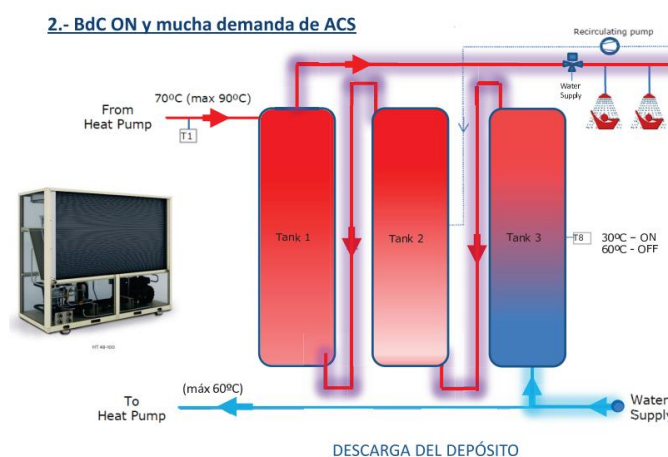 2.- BdC ON y mucha demanda de ACS
Recirculating pump
70ºC (max 90ºC)
From
Heat Pump
T1
Water
Supply
Tank 1
Tank 2
Tank 3
T8
30ºC – ON
60ºC - OFF
(máx 60ºC)
To
Heat Pump
Water
Supply
DESCARGA DEL DEPÓSITO